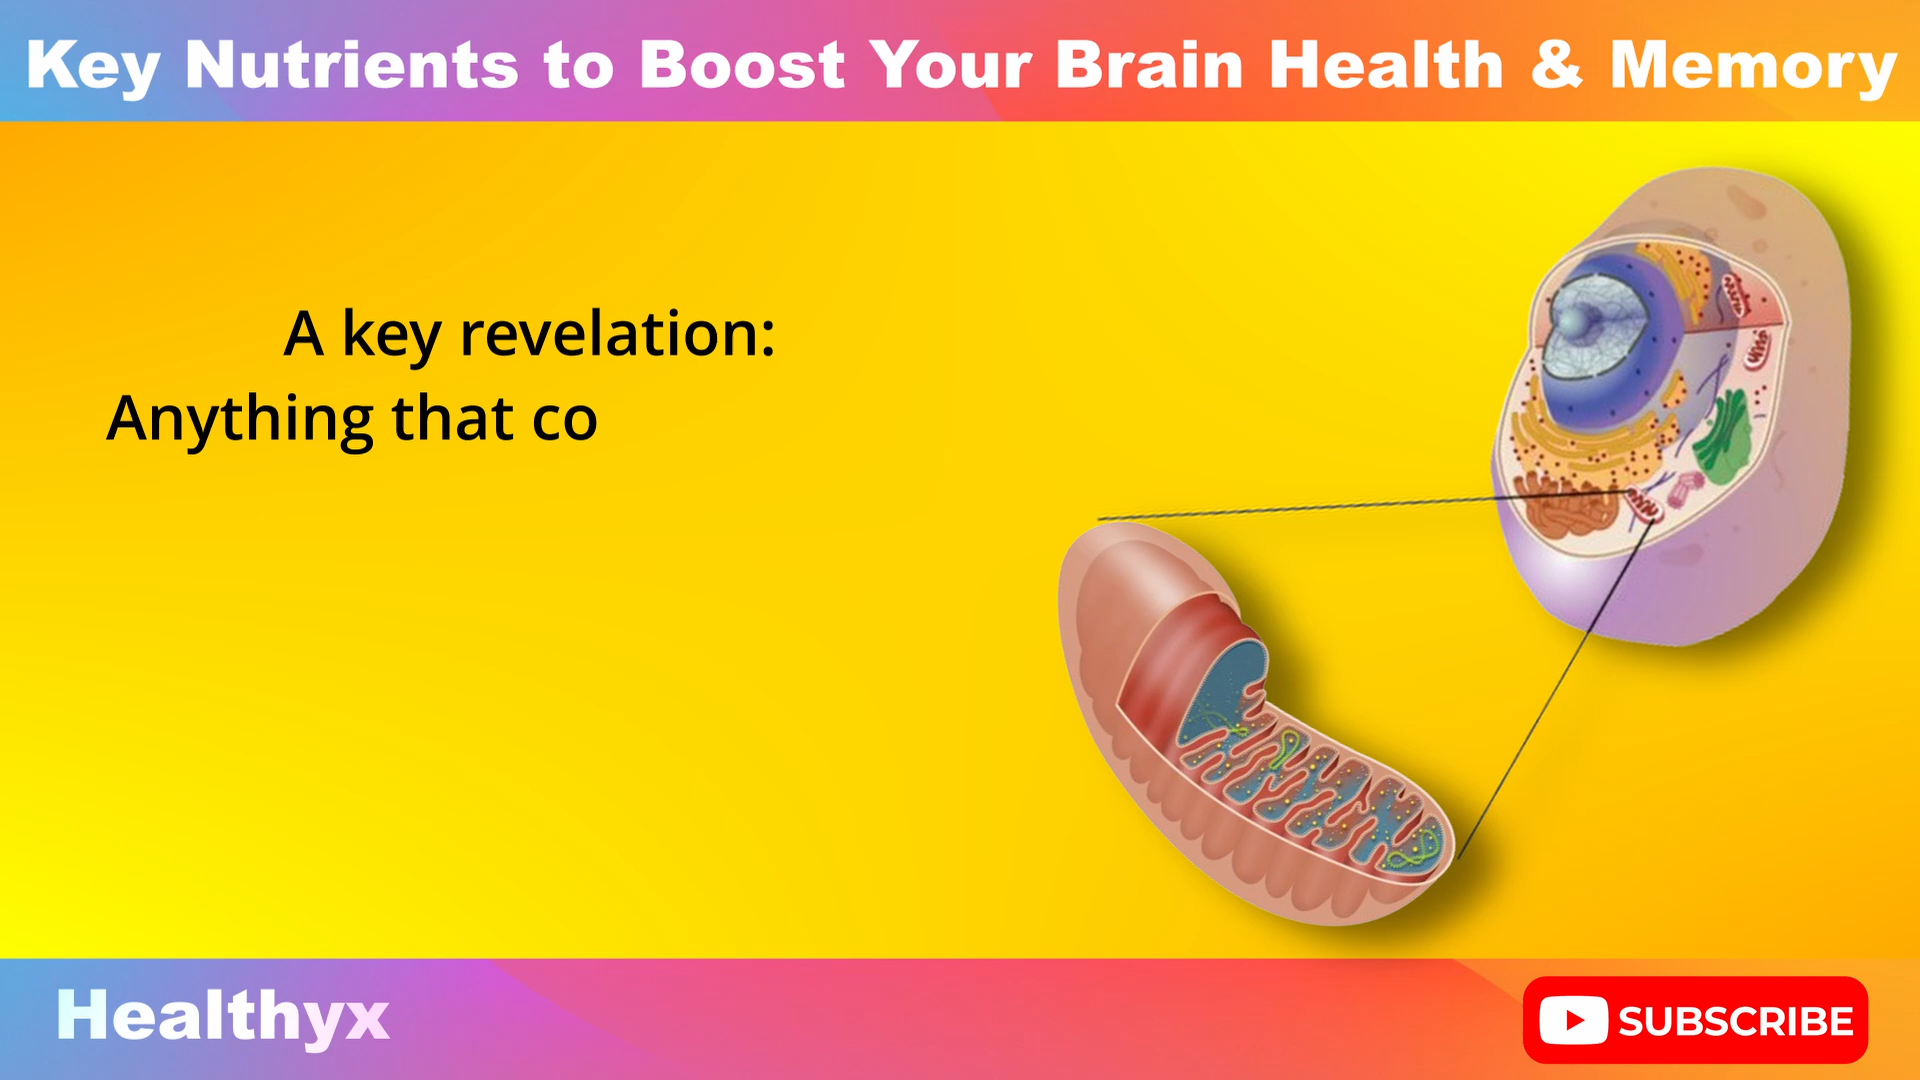 Key Nutrients to Boost Your Brain Health & Memory
A key revelation:
Anything that co
Healthyx
SUBSCRIBE